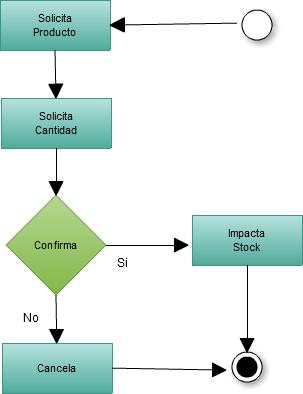 Solicita
Producto
Solicita
Cantidad
Confirma
Si
Impacta
Stock
No
Cancela